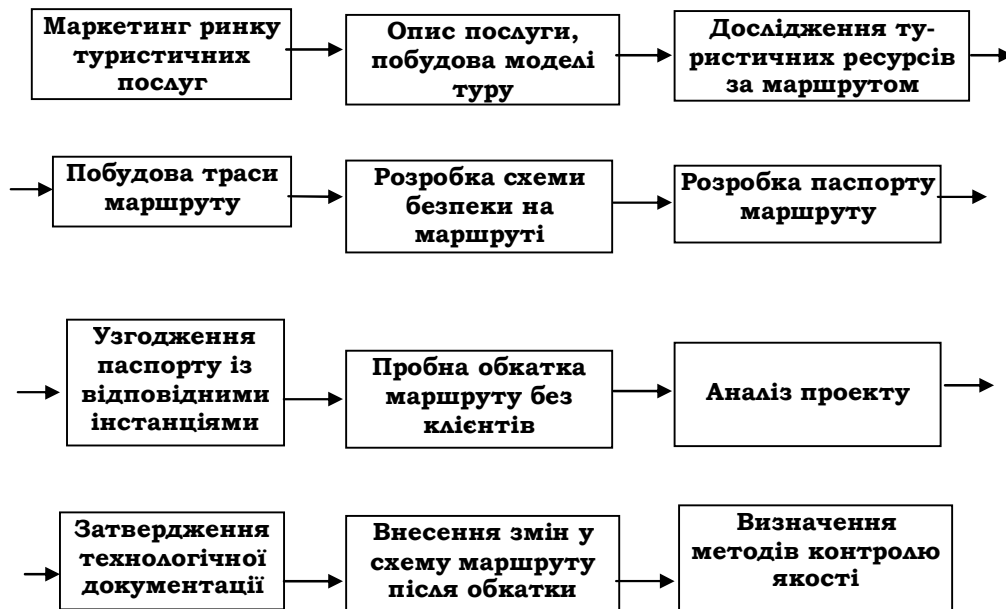 Маркетинг ринку
туристичних
послуг
Опис послуги,
побудова моделі
туру
Дослідження ту-
ристичних ресурсів
за маршрутом
Побудова траси
маршруту
Розробка схеми
безпеки на
маршруті
Розробка паспорту
маршруту
Узгодження
паспорту із
відповідними
інстанціями
Пробна обкатка
маршруту без
клієнтів
Аналіз проекту
Затвердження
технологічної
документації
Внесення змін у
схему маршруту
після обкатки
Визначення
методів контролю
якості